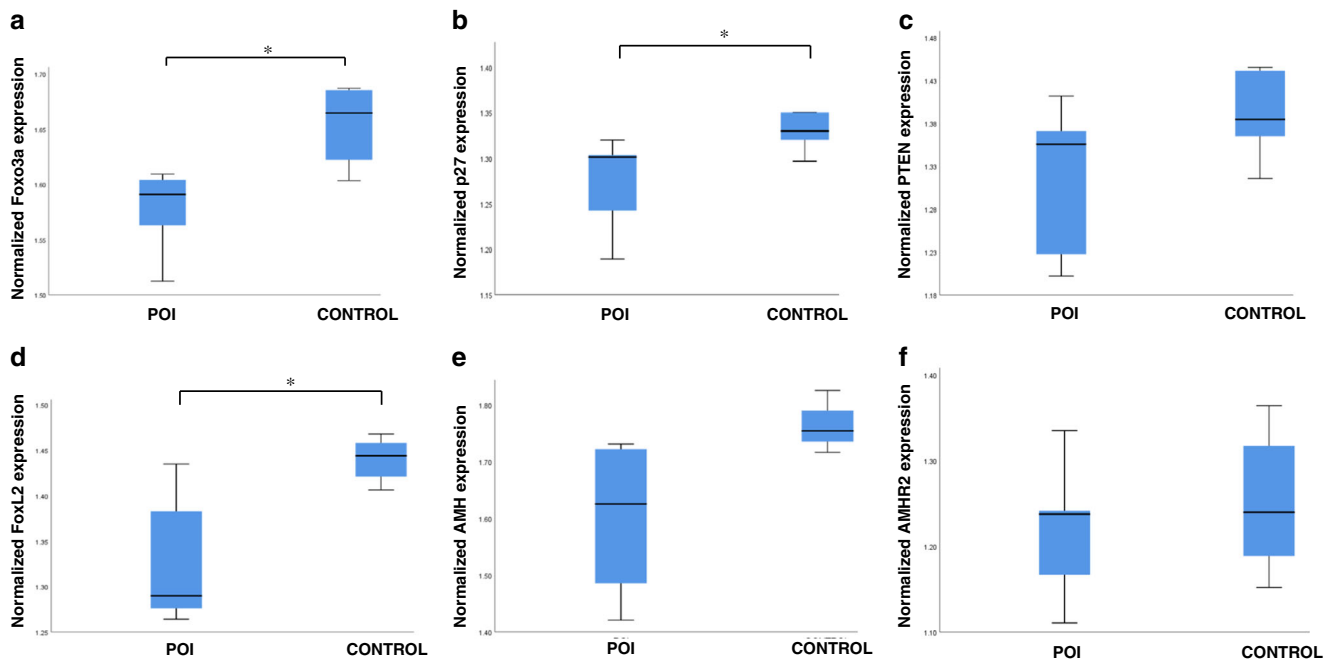 a
*
Normalized Foxo3a expression
1.70
1.65
1.60
1.55
1.50
POI
CONTROL
b
*
Normalized p27 expression
1.40
1.35
1.30
1.25
1.20
1.15
POI
CONTROL
c
Normalized PTEN expression
1.48
1.43
1.38
1.33
1.28
1.23
1.18
POI
CONTROL
d
*
Normalized FoxL2 expression
1.50
1.45
1.40
1.35
1.30
1.25
POI
CONTROL
e
Normalized AMH expression
1.80
1.70
1.60
1.50
1.40
POI
CONTROL
f
Normalized AMHR2 expression
1.40
1.30
1.20
1.10
POI
CONTROL